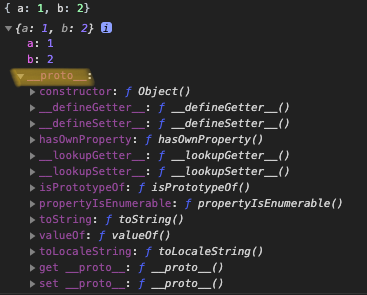 { a: 1, b: 2}
▼{a: 1, b: 2} i
a: 1
b: 2
▼__proto__:
▶constructor: ƒ Object()
▶__defineGetter__: ƒ __defineGetter__()
▶__defineSetter__: ƒ __defineSetter__()
▶hasOwnProperty: ƒ hasOwnProperty()
▶__lookupGetter__: ƒ __lookupGetter__()
▶__lookupSetter__: ƒ __lookupSetter__()
▶isPrototypeOf: ƒ isPrototypeOf()
▶propertyIsEnumerable: ƒ propertyIsEnumerable()
▶toString: ƒ toString()
▶valueOf: ƒ valueOf()
▶toLocaleString: ƒ toLocaleString()
▶get __proto__: ƒ __proto__()
▶set __proto__: ƒ __proto__()